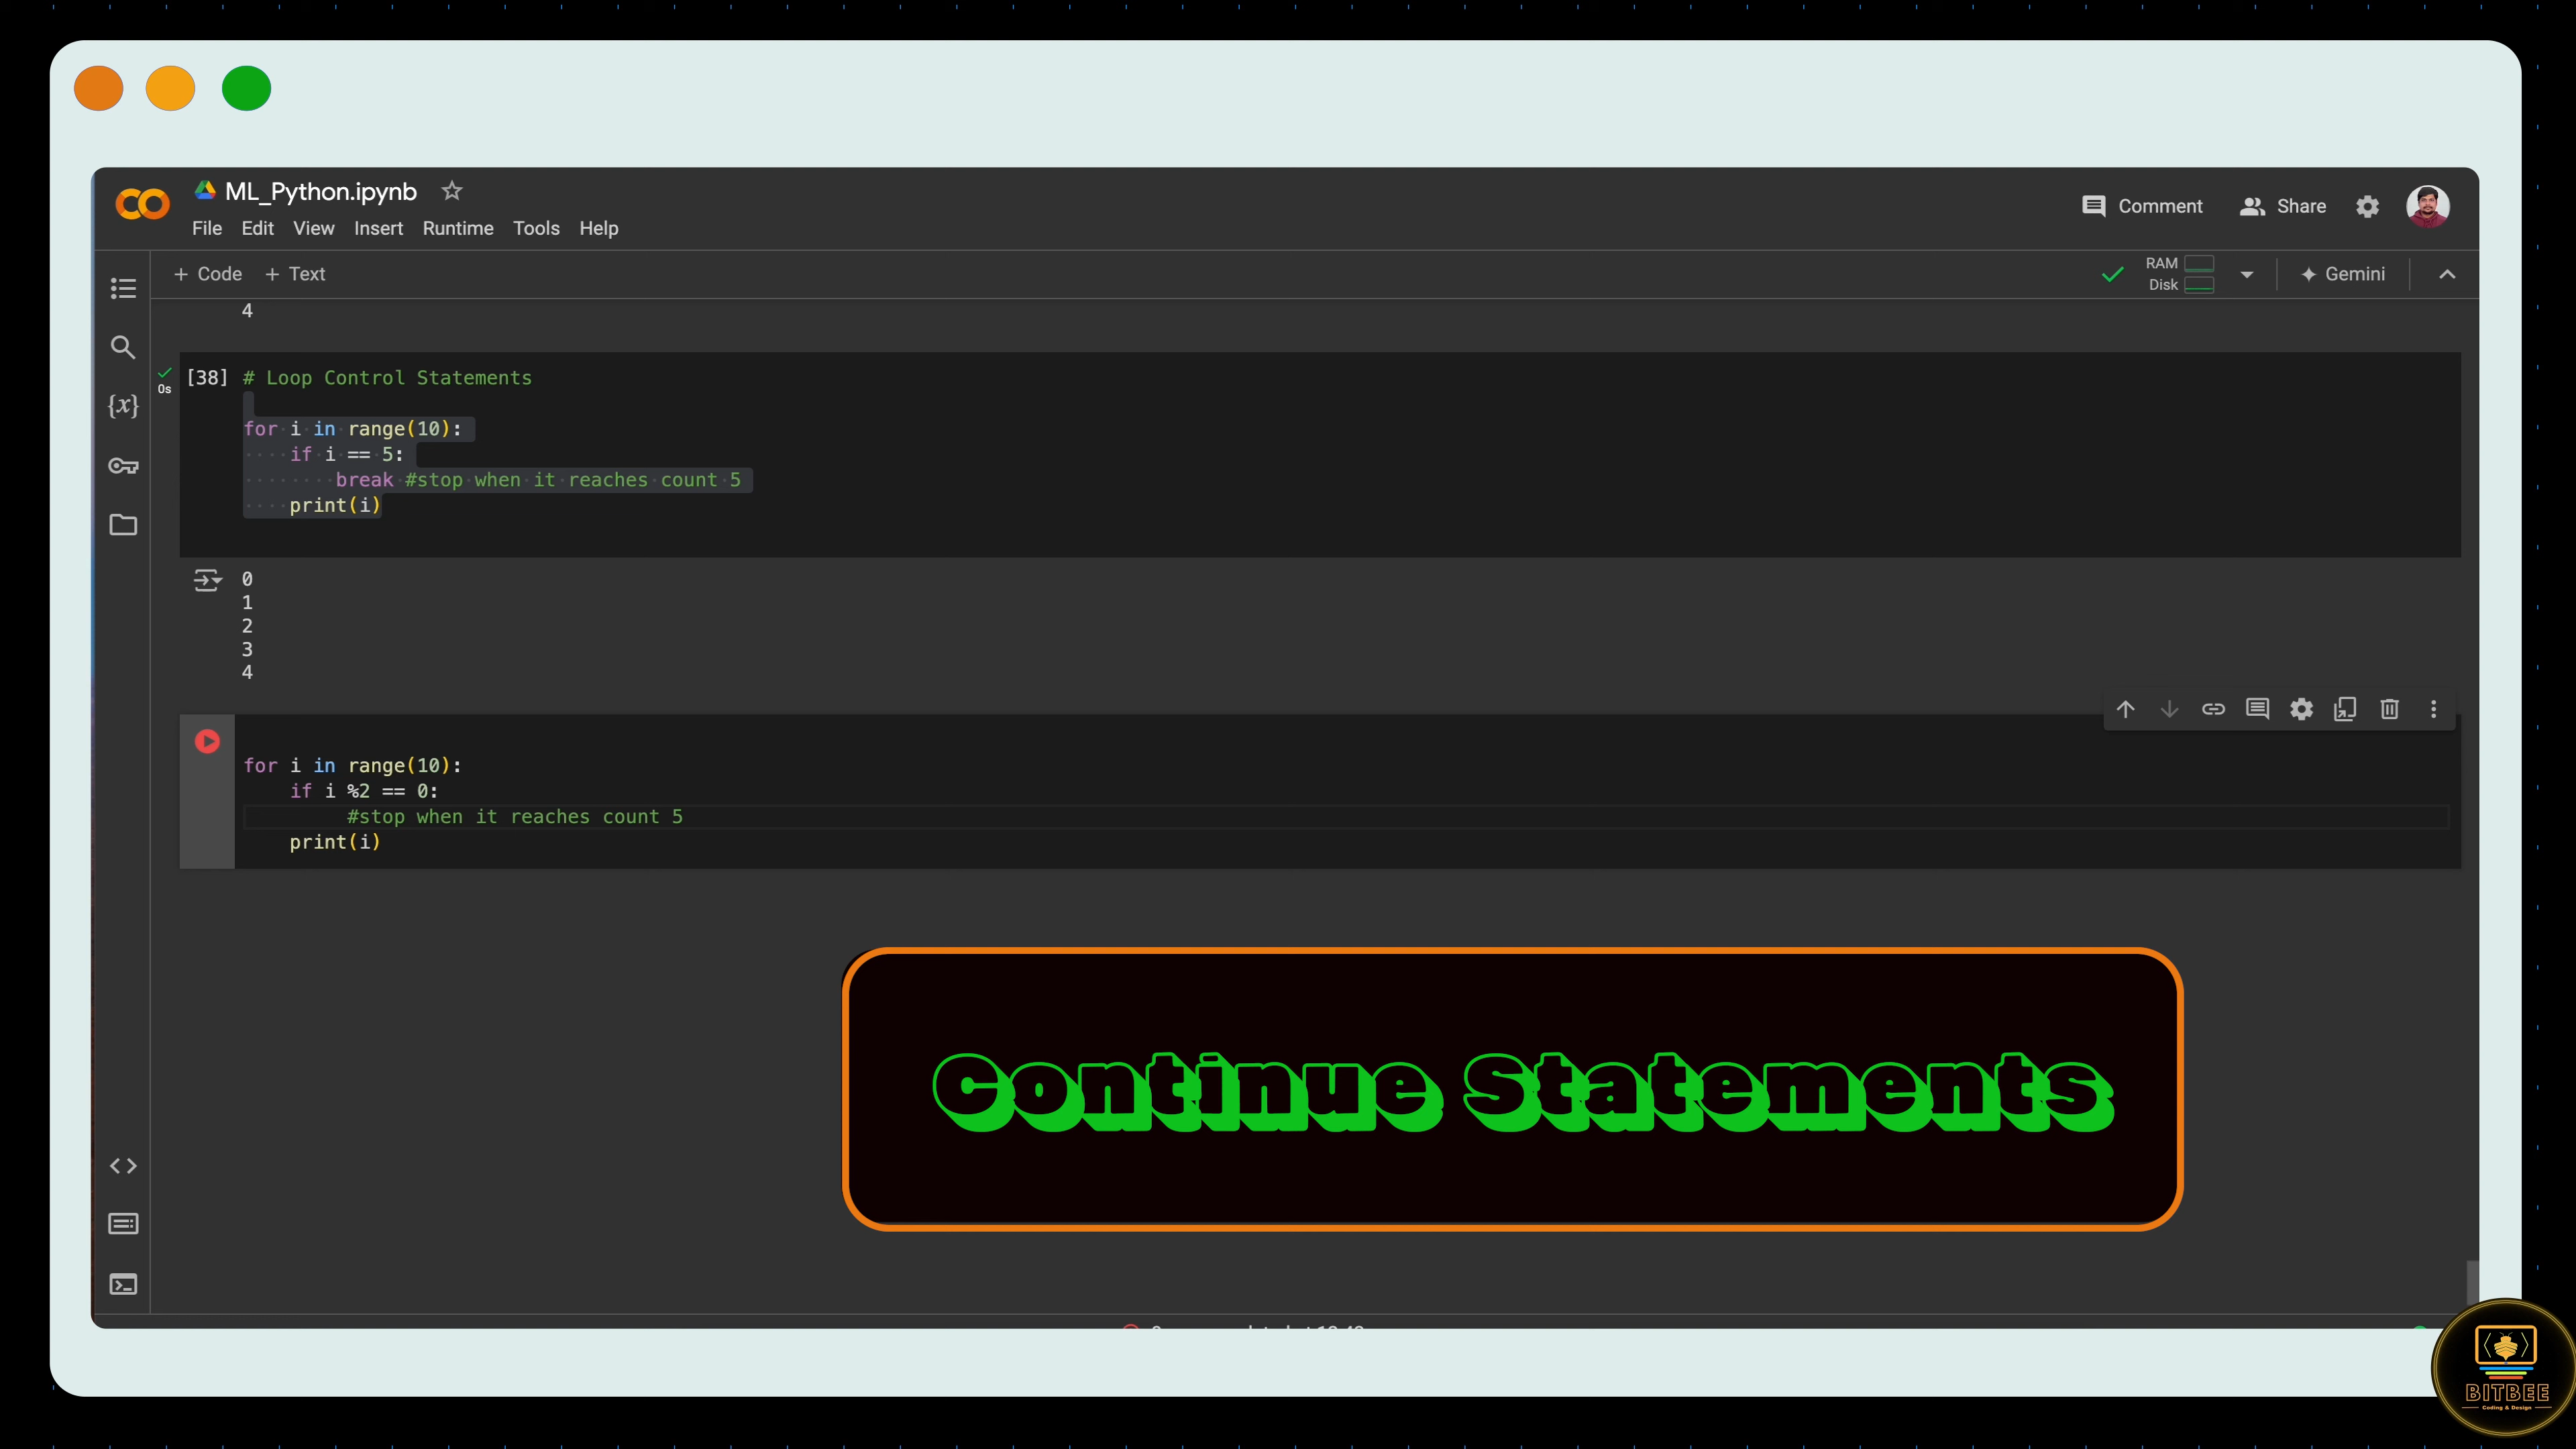 ML_Python.ipynb
File Edit View Insert Runtime Tools Help
Comment Share
+ Code + Text
RAM
Disk
Gemini
4
0s
[38] # Loop Control Statements
for i in range(10):
if i == 5:
break #stop when it reaches count 5
print(i)
0
1
2
3
4
for i in range(10):
if i %2 == 0:
#stop when it reaches count 5
print(i)
{x}
Continue Statements
BITBEE
Coding & Design